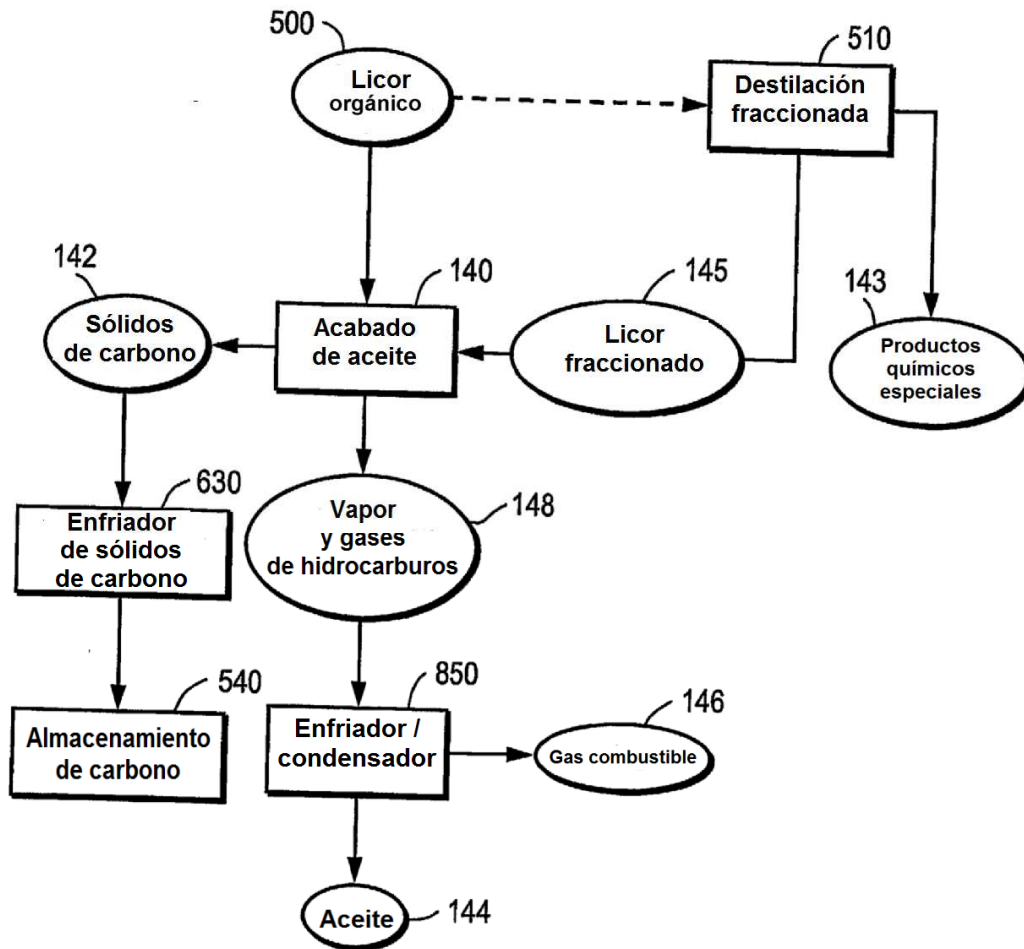 500
Licor
orgánico
510
Destilación
fraccionada
142
Sólidos
de carbono
140
Acabado
de aceite
145
Licor
fraccionado
143
Productos
químicos
especiales
630
Enfriador
de sólidos
de carbono
Vapor
y gases
de hidrocarburos
148
540
Almacenamiento
de carbono
850
Enfriador /
condensador
146
Gas combustible
Aceite
144